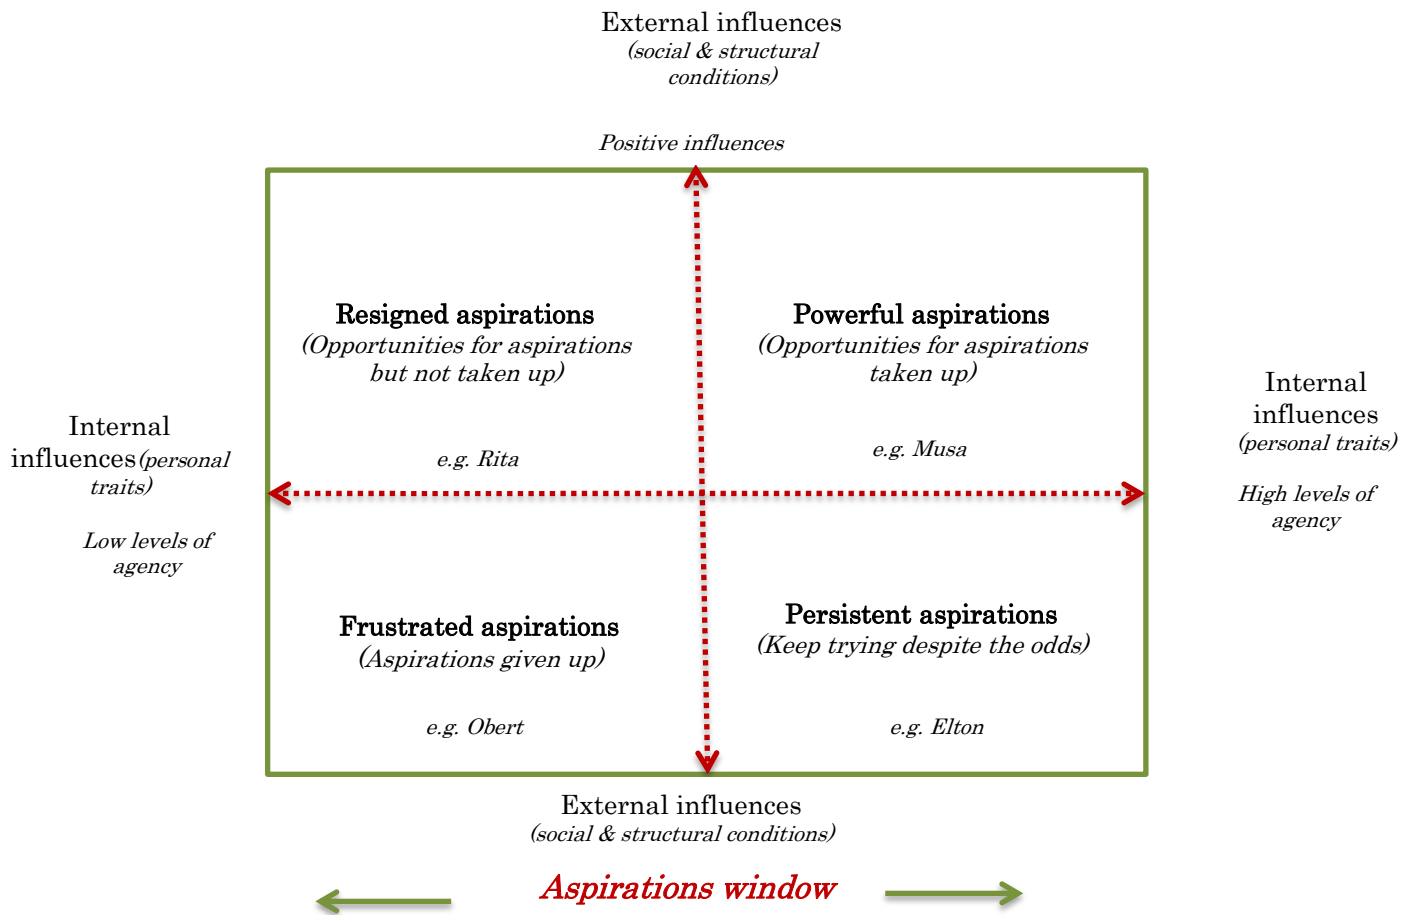 External influences
(social & structural
conditions)
Positive influences
Resigned aspirations
(Opportunities for aspirations
but not taken up)
e.g. Rita
Powerful aspirations
(Opportunities for aspirations
taken up)
e.g. Musa
Internal
influences (personal
traits)
Low levels of
agency
Internal
influences
(personal traits)
High levels of
agency
Frustrated aspirations
(Aspirations given up)
e.g. Obert
Persistent aspirations
(Keep trying despite the odds)
e.g. Elton
External influences
(social & structural conditions)
Aspirations window